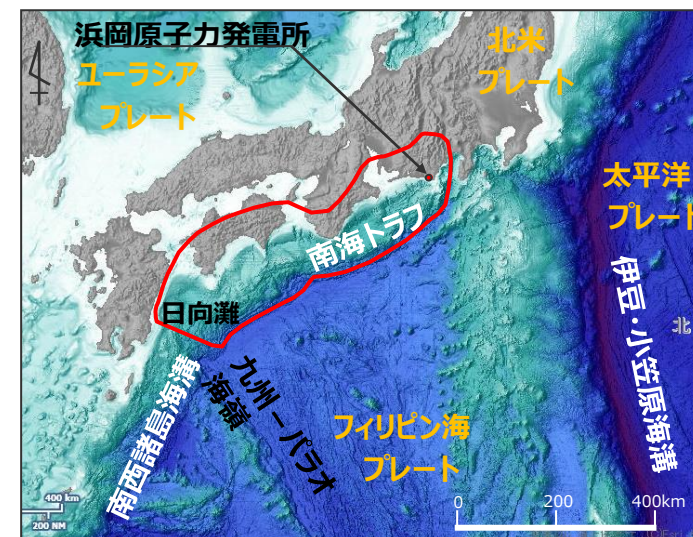 浜岡原子力発電所
ユーラシア
プレート
北米
プレート
太平洋
プレート
南海トラフ
日向灘
伊豆・小笠原海溝
北
南西諸島海溝
九州－パラオ
海嶺
フィリピン海
プレート
400 km
200 NM
0 200 400km